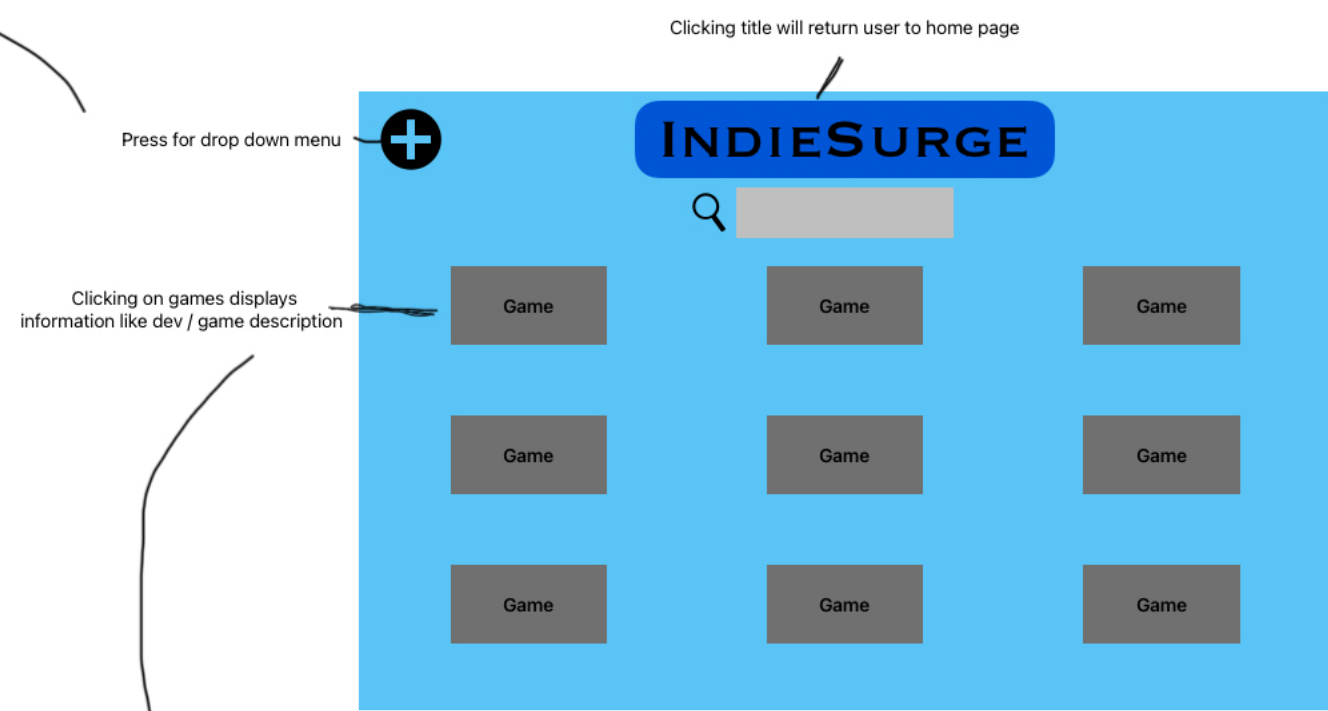 Clicking title will return user to home page
INDIESURGE
Press for drop down menu
Clicking on games displays
information like dev / game description
Game
Game
Game
Game
Game
Game
Game
Game
Game